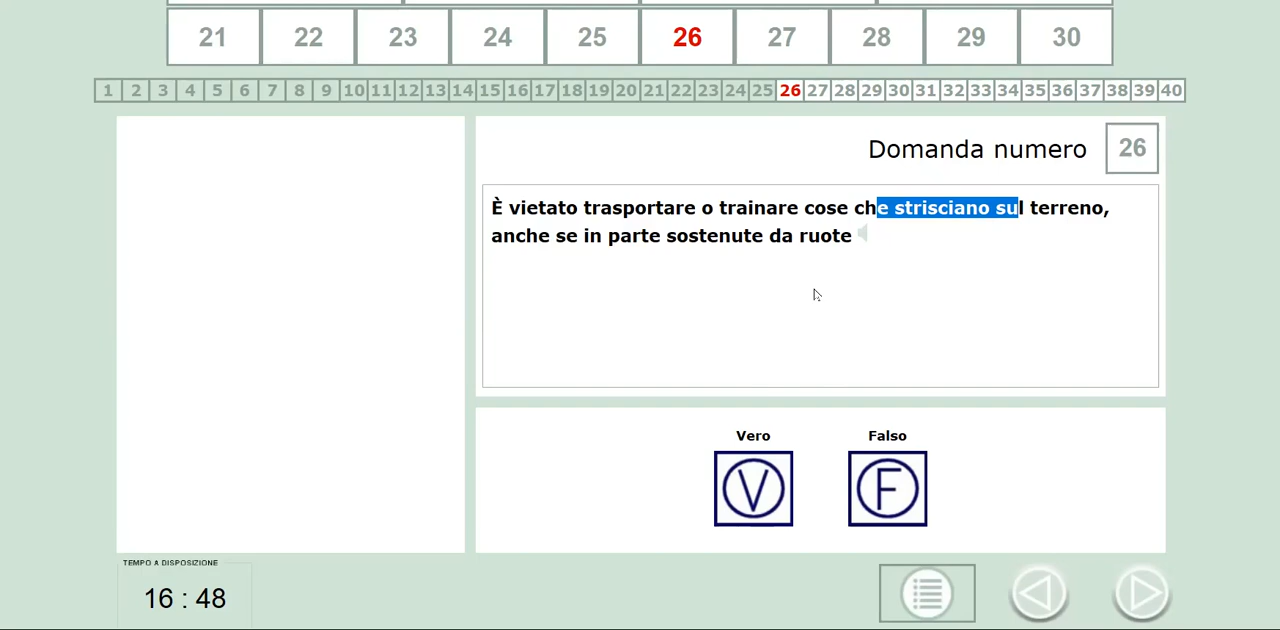 21 22 23 24 25 26 27 28 29 30
1 2 3 4 5 6 7 8 9 10 11 12 13 14 15 16 17 18 19 20 21 22 23 24 25 26 27 28 29 30 31 32 33 34 35 36 37 38 39 40
Domanda numero 26
È vietato trasportare o trainare cose che strisciano sul terreno,
anche se in parte sostenute da ruote
Vero Falso
V F
TEMPO A DISPOSIZIONE
16 : 48